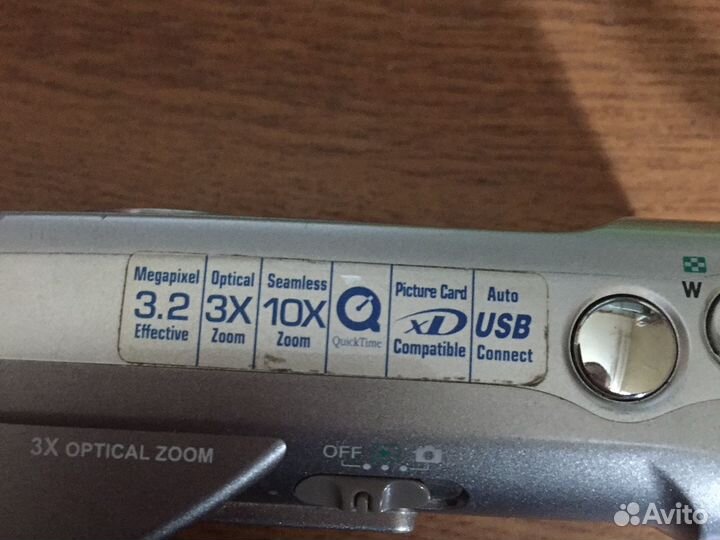 Megapixel
3.2
Effective
Optical
3X
Zoom
Seamless
10X
Zoom
QuickTime
Picture Card
xD
Compatible
Auto
USB
Connect
W
3X OPTICAL ZOOM
OFF
Avito